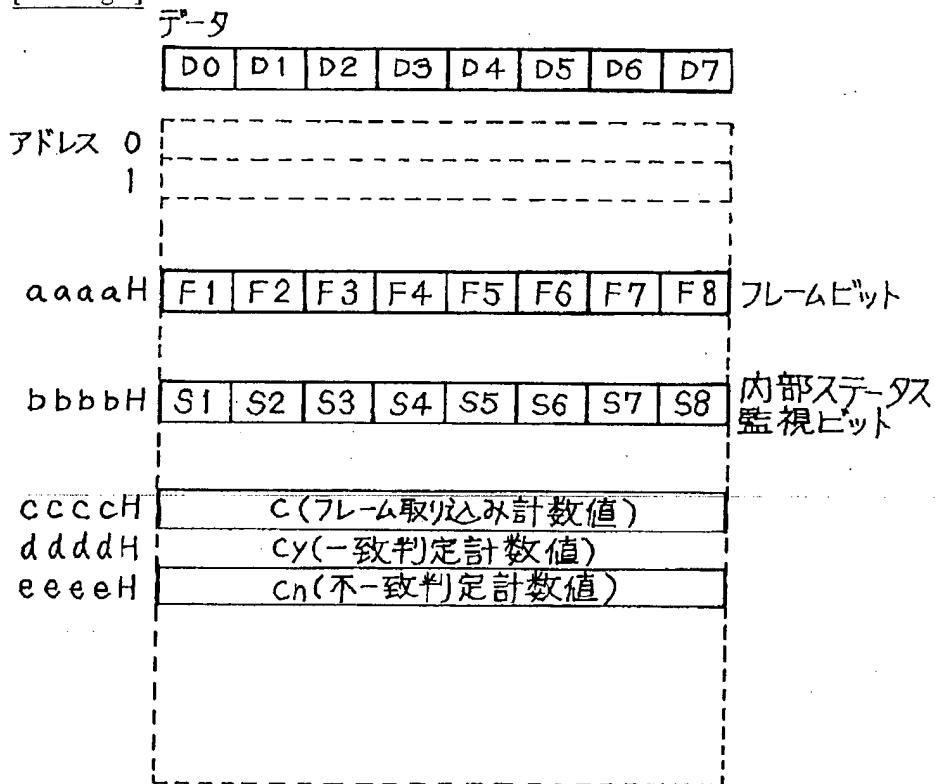 データ
D0 D1 D2 D3 D4 D5 D6 D7
アドレス 0
1
aaaaH F1 F2 F3 F4 F5 F6 F7 F8 フレームビット
bbbbH S1 S2 S3 S4 S5 S6 S7 S8 内部ステータス
監視ビット
ccccH C(フレーム取り込み計数値)
ddddH Cy(一致判定計数値)
eeeeH Cn(不一致判定計数値)